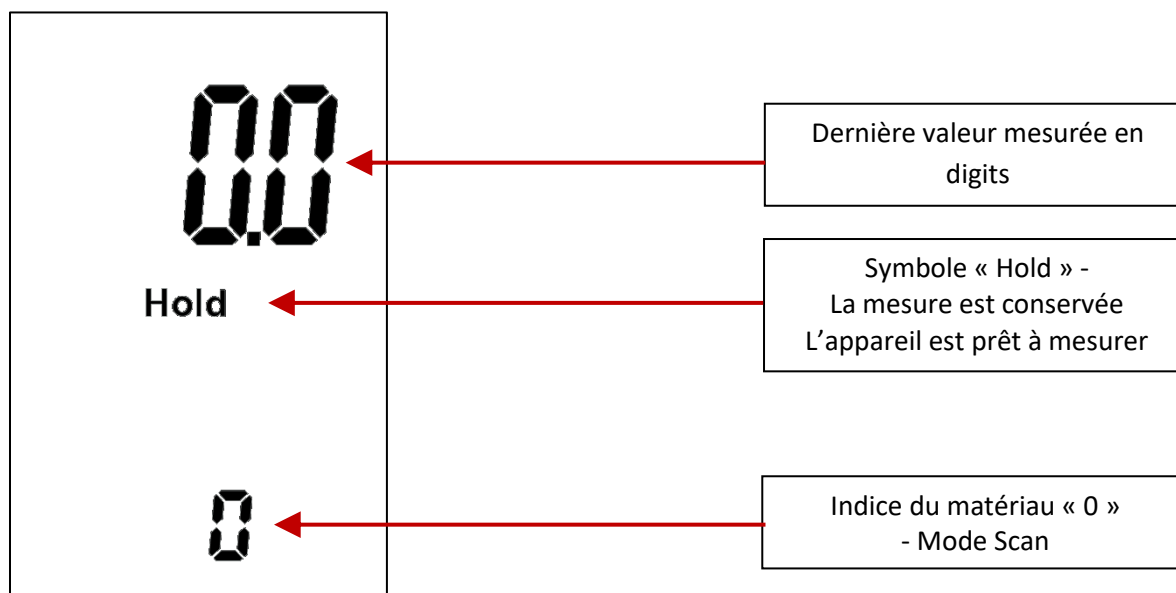 0.0
Dernière valeur mesurée en
digits
Hold
Symbole « Hold » -
La mesure est conservée
L’appareil est prêt à mesurer
0
Indice du matériau « 0 »
- Mode Scan